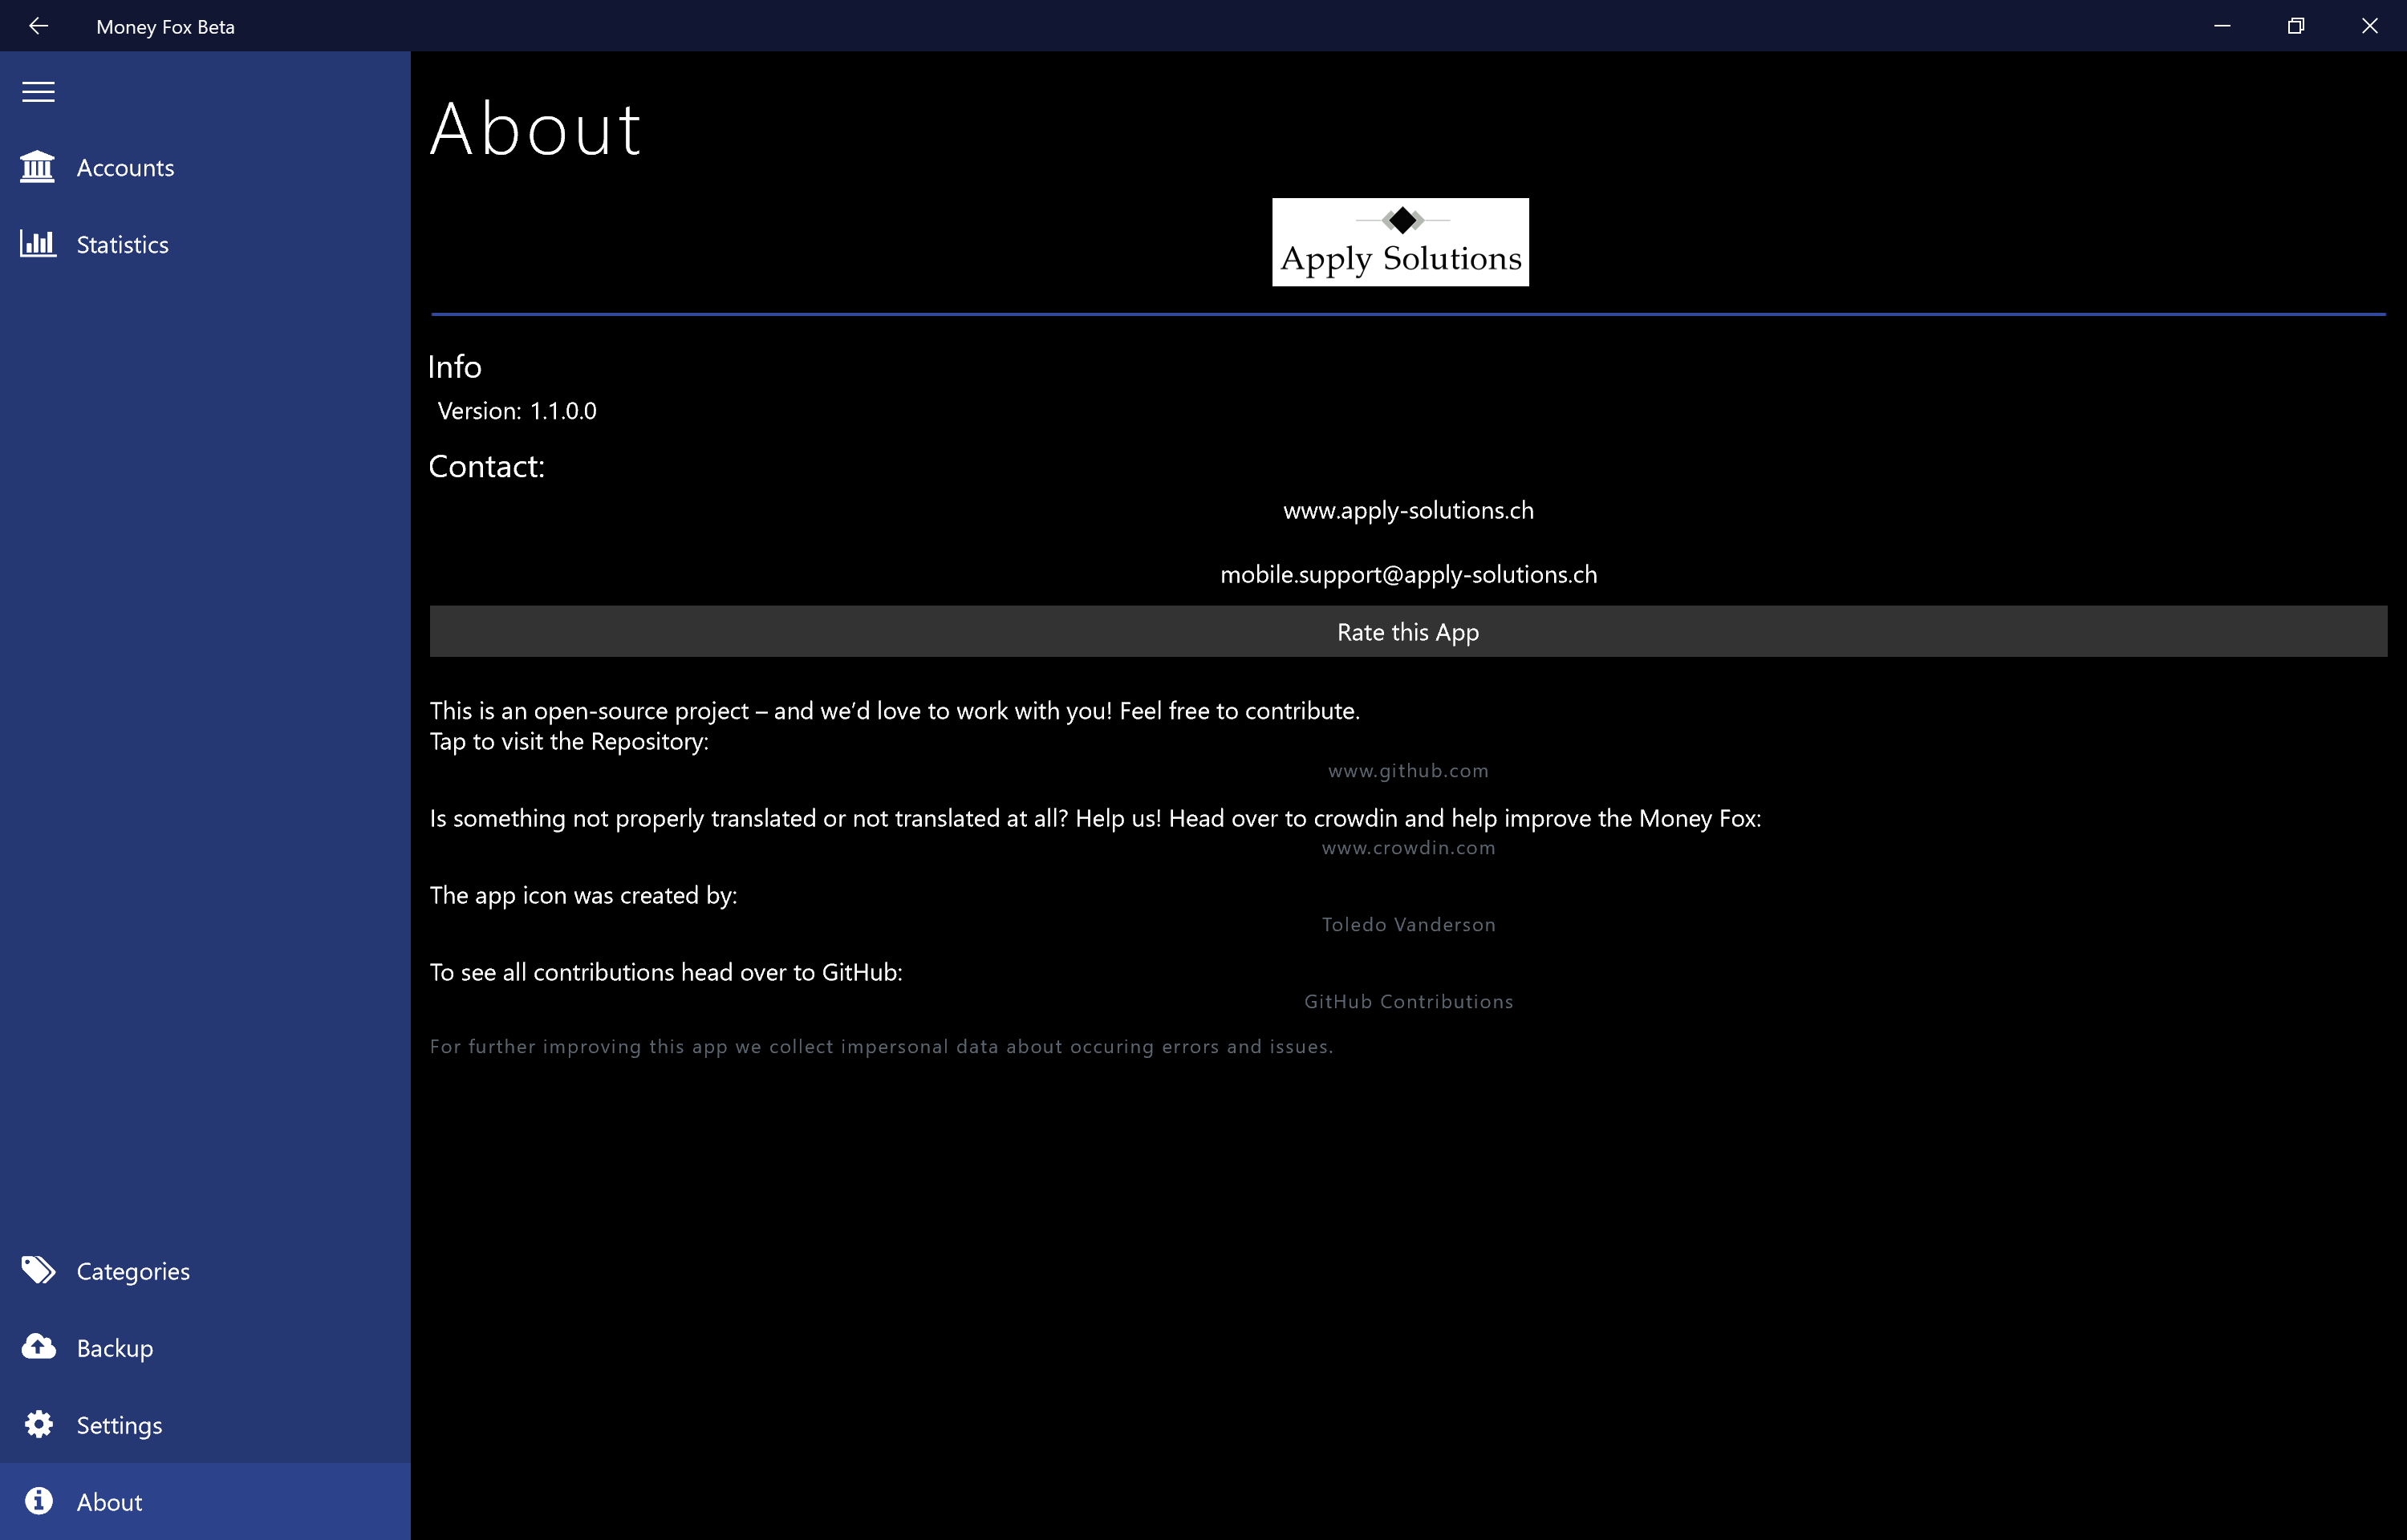 Money Fox Beta
Accounts
Statistics
Categories
Backup
Settings
About
About
Apply Solutions
Info
Version: 1.1.0.0
Contact:
www.apply-solutions.ch
mobile.support@apply-solutions.ch
Rate this App
This is an open-source project – and we’d love to work with you! Feel free to contribute.
Tap to visit the Repository:
www.github.com
Is something not properly translated or not translated at all? Help us! Head over to crowdin and help improve the Money Fox:
www.crowdin.com
The app icon was created by:
Toledo Vanderson
To see all contributions head over to GitHub:
GitHub Contributions
For further improving this app we collect impersonal data about occuring errors and issues.